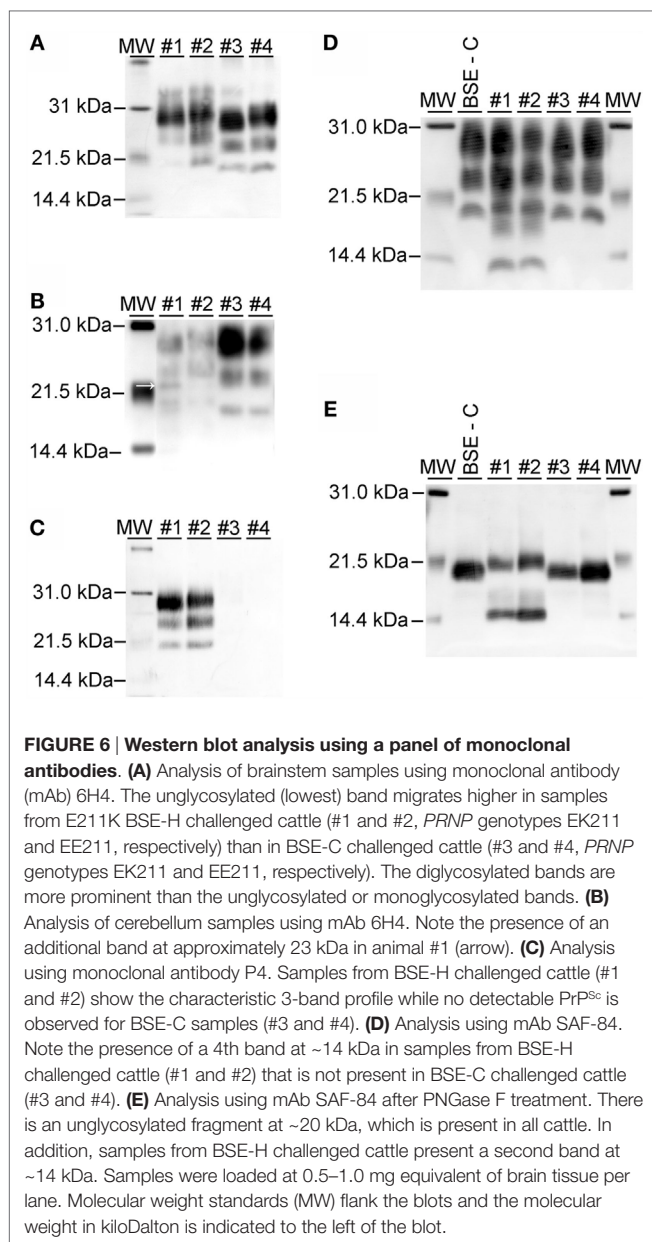 A
MW #1 #2 #3 #4
31 kDa
21.5 kDa
14.4 kDa
B
MW #1 #2 #3 #4
31.0 kDa
21.5 kDa
14.4 kDa
C
MW #1 #2 #3 #4
31.0 kDa
21.5 kDa
14.4 kDa
D
MW BSE - C #1 #2 #3 #4 MW
31.0 kDa
21.5 kDa
14.4 kDa
E
MW BSE - C #1 #2 #3 #4 MW
31.0 kDa
21.5 kDa
14.4 kDa
FIGURE 6 | Western blot analysis using a panel of monoclonal
antibodies. (A) Analysis of brainstem samples using monoclonal antibody
(mAb) 6H4. The unglycosylated (lowest) band migrates higher in samples
from E211K BSE-H challenged cattle (#1 and #2, PRNP genotypes EK211
and EE211, respectively) than in BSE-C challenged cattle (#3 and #4, PRNP
genotypes EK211 and EE211, respectively). The diglycosylated bands are
more prominent than the unglycosylated or monoglycosylated bands. (B)
Analysis of cerebellum samples using mAb 6H4. Note the presence of an
additional band at approximately 23 kDa in animal #1 (arrow). (C) Analysis
using monoclonal antibody P4. Samples from BSE-H challenged cattle (#1
and #2) show the characteristic 3-band profile while no detectable PrPSc is
observed for BSE-C samples (#3 and #4). (D) Analysis using mAb SAF-84.
Note the presence of a 4th band at ~14 kDa in samples from BSE-H
challenged cattle (#1 and #2) that is not present in BSE-C challenged cattle
(#3 and #4). (E) Analysis using mAb SAF-84 after PNGase F treatment. There
is an unglycosylated fragment at ~20 kDa, which is present in all cattle. In
addition, samples from BSE-H challenged cattle present a second band at
~14 kDa. Samples were loaded at 0.5–1.0 mg equivalent of brain tissue per
lane. Molecular weight standards (MW) flank the blots and the molecular
weight in kiloDalton is indicated to the left of the blot.